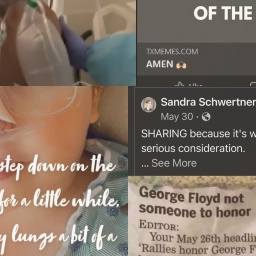 OF THE
TXMEMES.COM
AMEN 🙌
Sandra Schwertner
May 30 ·
SHARING because it's w
serious consideration.
... See More
step down on the
for a little while,
lungs a bit of a
George Floyd not
someone to honor
EDITOR:
Your May 26th headlin
'Rallies honor George F